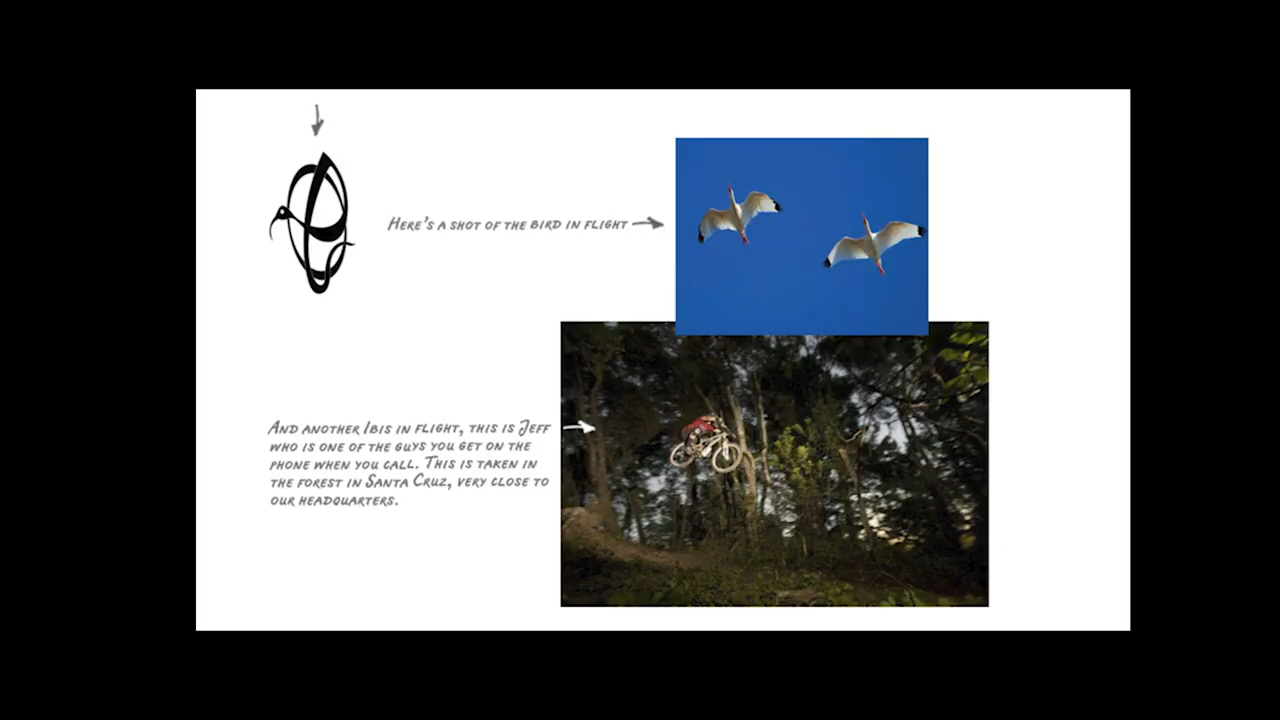 Here's a shot of the bird in flight
And another Ibis in flight, this is Jeff
who is one of the guys you get on the
phone when you call. This is taken in
the forest in Santa Cruz, very close to
our headquarters.